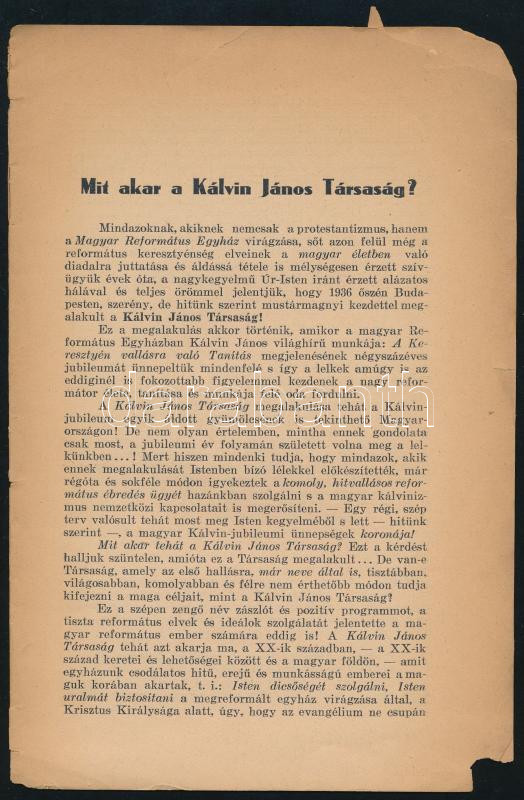 Mit akar a Kálvin János Társaság?
Mindazoknak, akiknek nemcsak a protestantizmus, hanem
a Magyar Református Egyház virágzása, sőt azon felül még a
református keresztyénség elveinek a magyar életben való
diadalra juttatása és áldássá tétele is mélységesen érzett szív-
ügyük évek óta, a nagykegyelmű Úr-Isten iránt érzett alázatos
hálával és teljes örömmel jelentjük, hogy 1936 őszén Buda-
pesten, szerény, de hitünk szerint mustármagnyi kezdettel meg-
alakult a Kálvin János Társaság!
Ez a megalakulás akkor történik, amikor a magyar Re-
formátus Egyházban Kálvin János világhírű munkája: A Ke-
resztyén vallásra való Tanítás megjelenésének négyszázéves
jubileumát ünnepeltük mindenfelé s így a lelkek amúgy is az
eddiginél is fokozottabb figyelemmel kezdenek a nagy refor-
mátor élete, tanítása és munkája felé oda fordulni.
A Kálvin János Társaság megalakulása tehát a Kálvin-
jubileum egyik áldott gyümölcsének is tekinthető Magyar-
országon! De nem olyan értelemben, mintha ennek gondolata
csak most, a jubileumi év folyamán született volna meg a lel-
künkben...! Mert hiszen mindenki tudja, hogy mindazok, akik
ennek megalakulását Istenben bízó lélekkel előkészítették, már
régóta és sokféle módon igyekeztek a komoly, hitvallásos refor-
mátus ébredés ügyét hazánkban szolgálni s a magyar kálviniz-
mus nemzetközi kapcsolatait is megerősíteni. — Egy régi, szép
terv valósult tehát most meg Isten kegyelméből s lett — hitünk
szerint —, a magyar Kálvin-jubileumi ünnepségek koronája!
Mit akar tehát a Kálvin János Társaság? Ezt a kérdést
halljuk szüntelen, amióta ez a Társaság megalakult... De van-e
Társaság, amely az első hallásra, már neve által is, tisztábban,
világosabban, komolyabban és félre nem érthetőbb módon tudja
kifejezni a maga céljait, mint a Kálvin János Társaság?
Ez a szépen zengő név zászlót és pozitív programmot, a
tiszta református elvek és ideálok szolgálatát jelentette a ma-
gyar református ember számára eddig is! A Kálvin János
Társaság tehát azt akarja ma, a XX-ik században, — a XX-ik
század keretei és lehetőségei között és a magyar földön, — amit
egyházunk csodálatos hitű, erejű és munkásságú emberei a ma-
guk korában akartak, t. i.: Isten dicsőségét szolgálni, Isten
uralmát biztosítani a megreformált egyház virágzása által, a
Krisztus Királysága alatt, úgy, hogy az evangélium ne csupán
darabanth.com